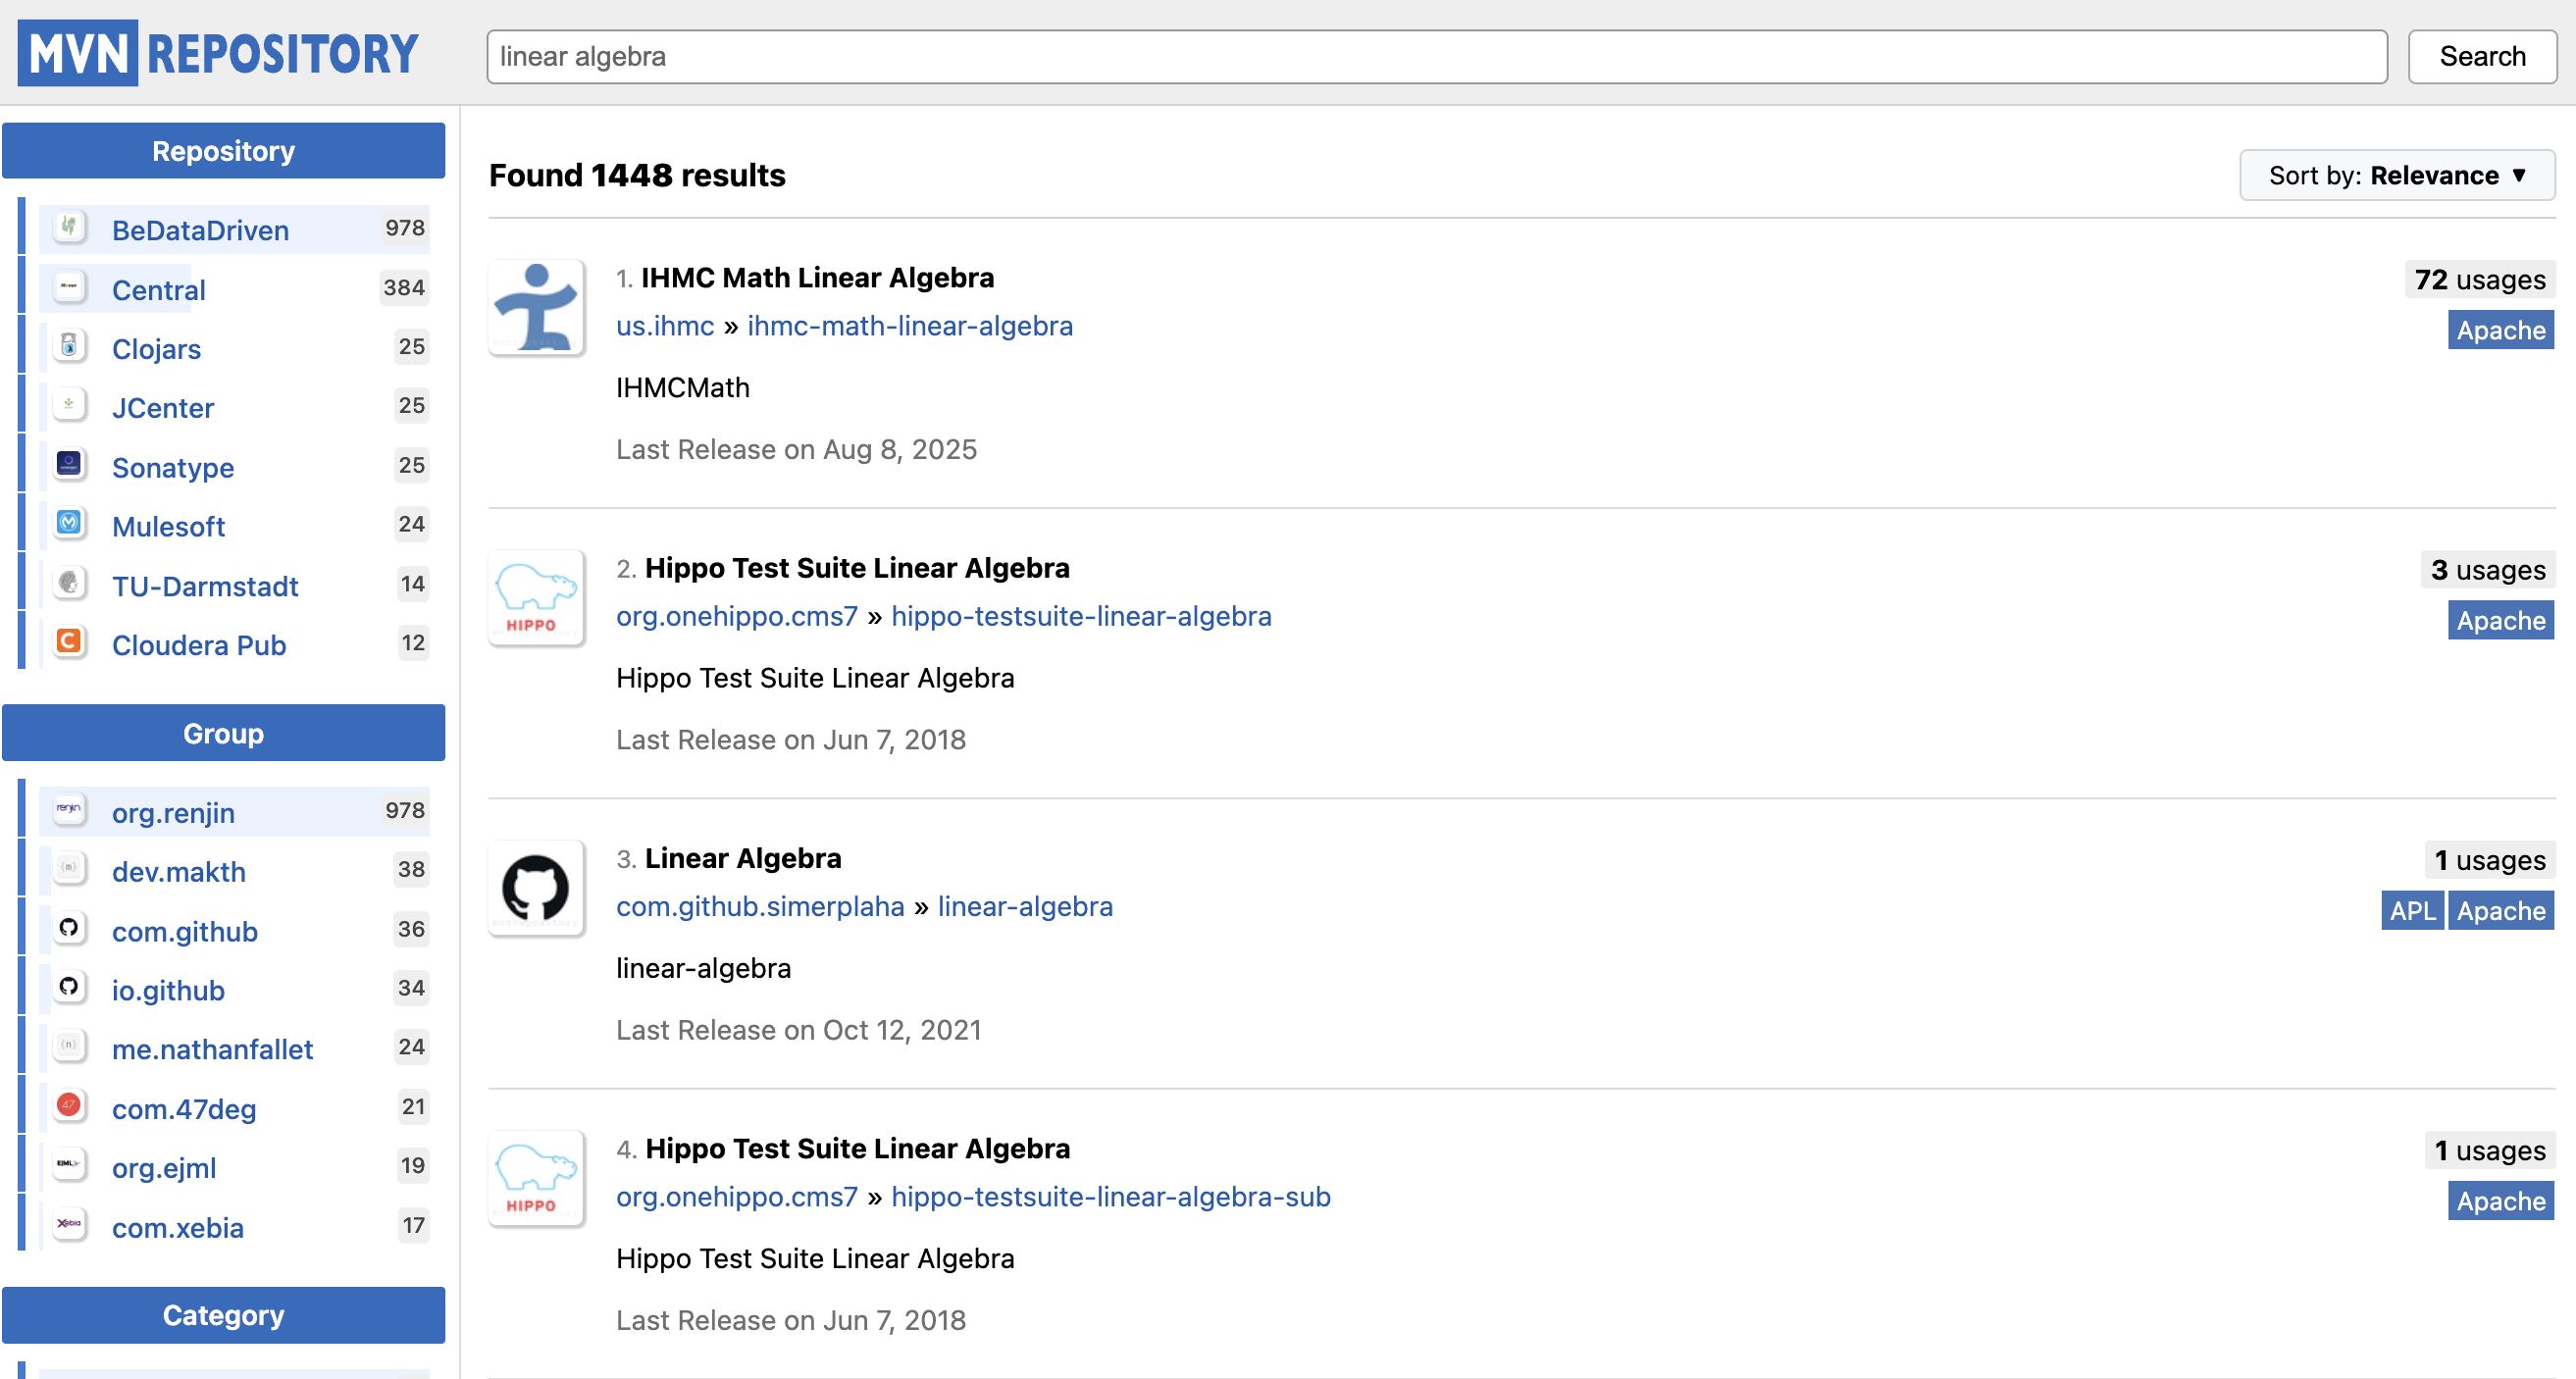 MVN REPOSITORY
linear algebra
Search
Repository
BeDataDriven 978
Central 384
Clojars 25
JCenter 25
Sonatype 25
Mulesoft 24
TU-Darmstadt 14
Cloudera Pub 12
Group
renjin org.renjin 978
{m} dev.makth 38
com.github 36
io.github 34
{n} me.nathanfallet 24
47 com.47deg 21
EJML org.ejml 19
Xebia com.xebia 17
Category
Found 1448 results
Sort by: Relevance ▼
1. IHMC Math Linear Algebra
72 usages
us.ihmc » ihmc-math-linear-algebra
Apache
IHMCMath
Last Release on Aug 8, 2025
HIPPO
2. Hippo Test Suite Linear Algebra
3 usages
org.onehippo.cms7 » hippo-testsuite-linear-algebra
Apache
Hippo Test Suite Linear Algebra
Last Release on Jun 7, 2018
3. Linear Algebra
1 usages
com.github.simerplaha » linear-algebra
APL Apache
linear-algebra
Last Release on Oct 12, 2021
HIPPO
4. Hippo Test Suite Linear Algebra
1 usages
org.onehippo.cms7 » hippo-testsuite-linear-algebra-sub
Apache
Hippo Test Suite Linear Algebra
Last Release on Jun 7, 2018